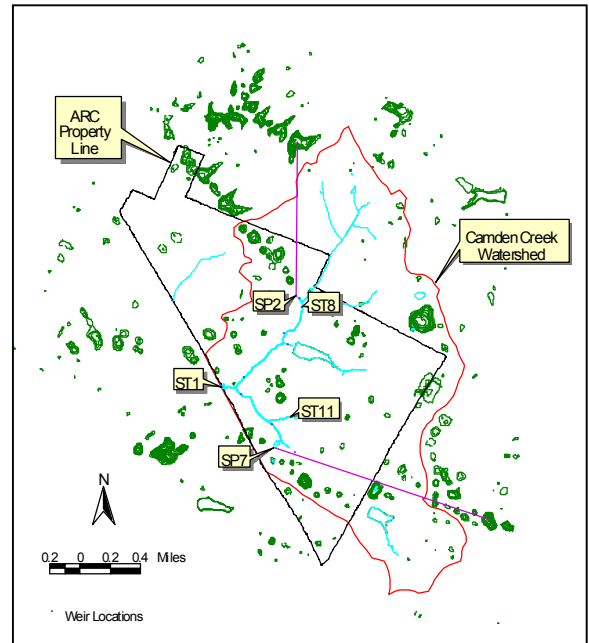 ARC
Property
Line
Camden Creek
Watershed
SP2
ST8
ST1
ST11
SP7
N
0.2 0 0.2 0.4 Miles
Weir Locations